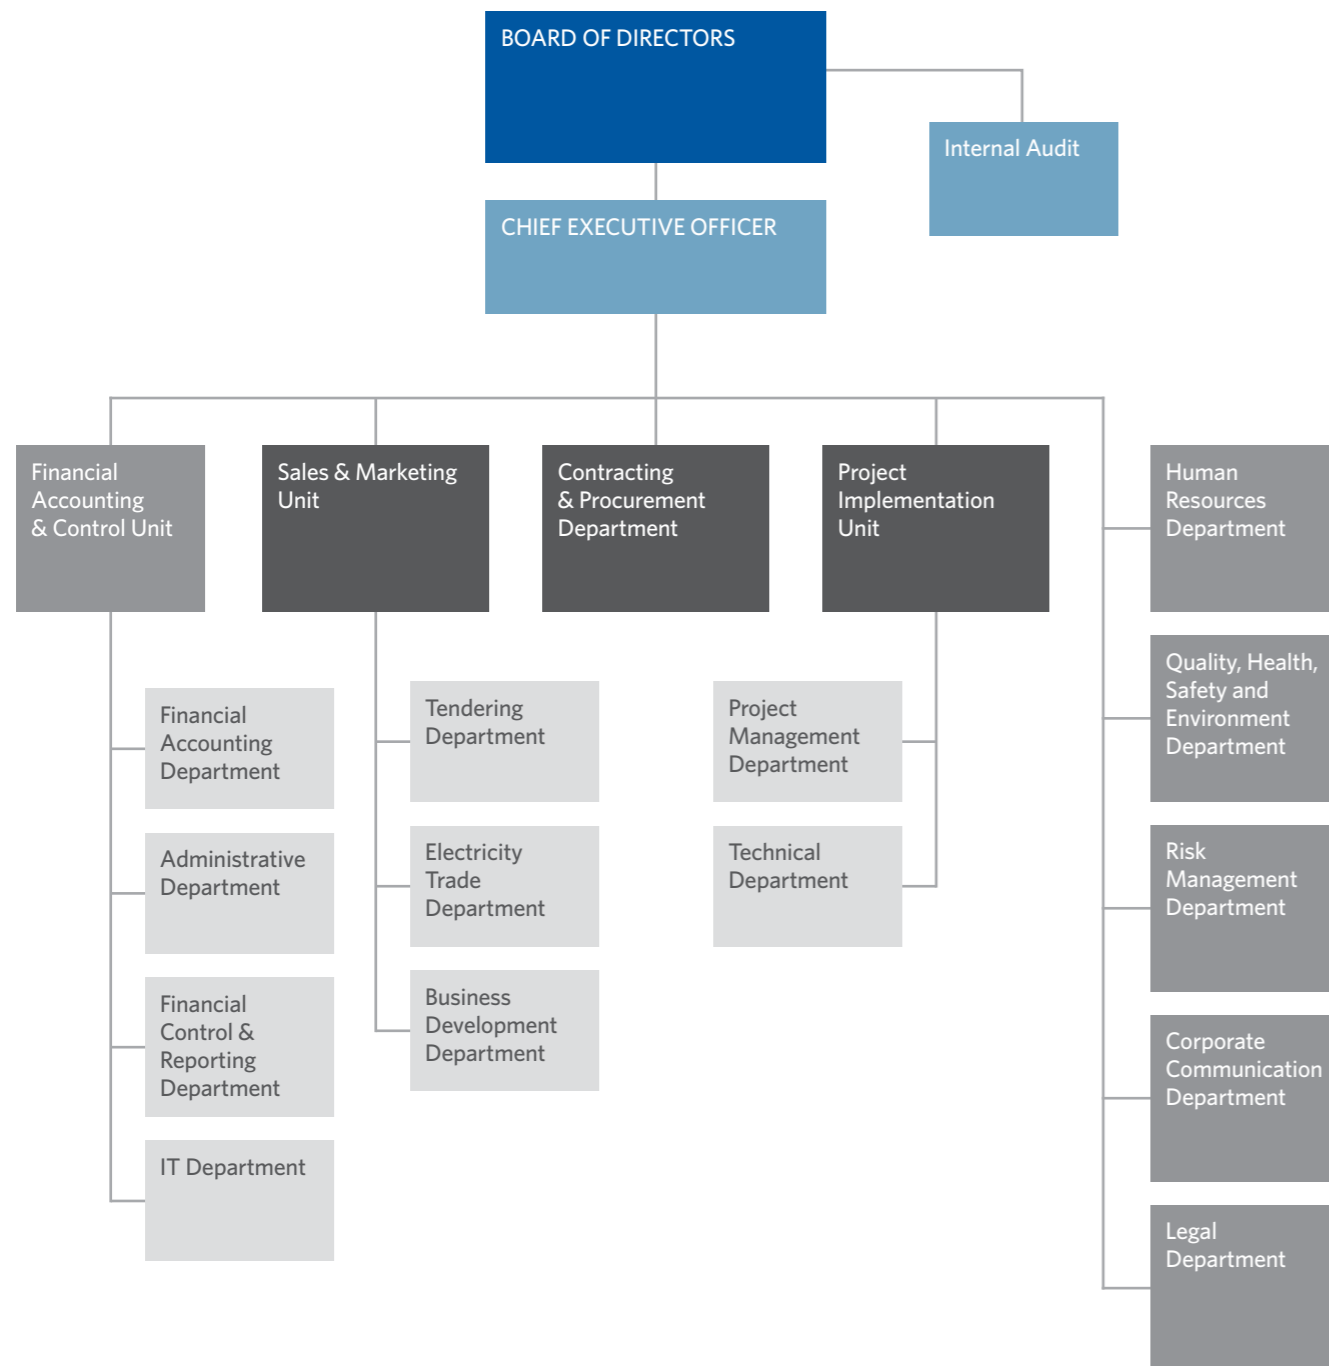 BOARD OF DIRECTORS
Internal Audit
CHIEF EXECUTIVE OFFICER
Financial
Accounting
& Control Unit
Sales & Marketing
Unit
Contracting
& Procurement
Department
Project
Implementation
Unit
Human
Resources
Department
Financial
Accounting
Department
Administrative
Department
Financial
Control &
Reporting
Department
IT Department
Tendering
Department
Electricity
Trade
Department
Business
Development
Department
Project
Management
Department
Technical
Department
Quality, Health,
Safety and
Environment
Department
Risk
Management
Department
Corporate
Communication
Department
Legal
Department